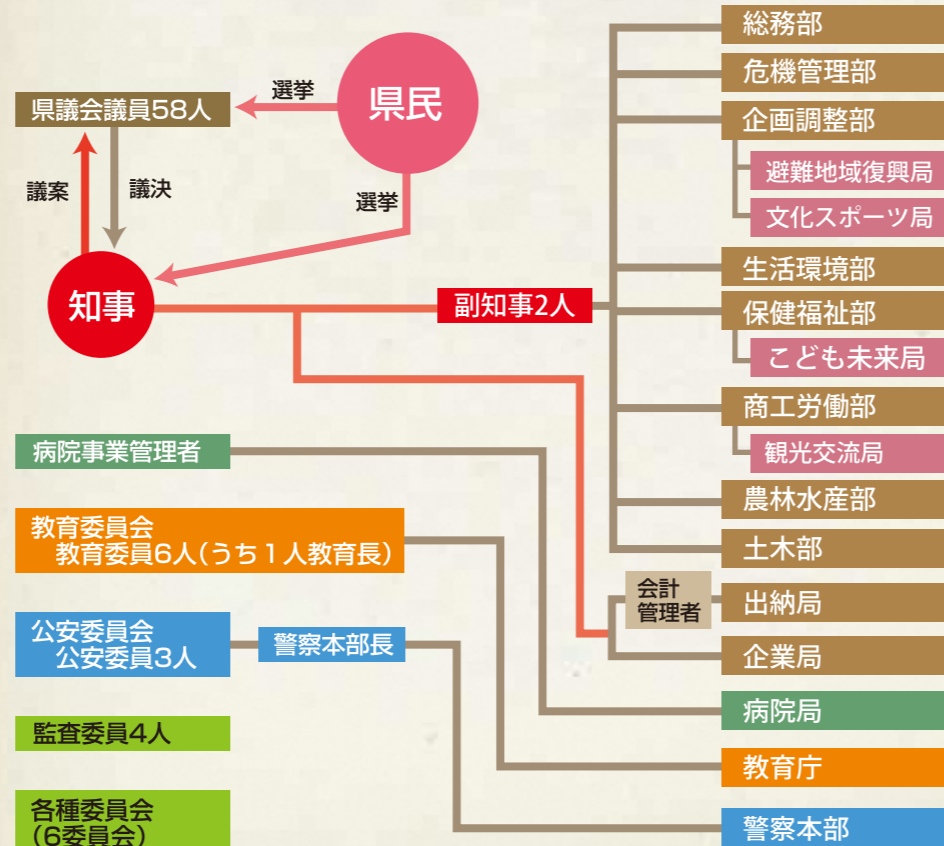 県民
選挙
選挙
県議会議員58人
議案
議決
知事
副知事2人
総務部
危機管理部
企画調整部
避難地域復興局
文化スポーツ局
生活環境部
保健福祉部
こども未来局
商工労働部
観光交流局
農林水産部
土木部
会計
管理者
出納局
企業局
病院事業管理者
病院局
教育委員会
教育委員6人(うち1人教育長)
教育庁
公安委員会
公安委員3人
警察本部長
警察本部
監査委員4人
各種委員会
(6委員会)